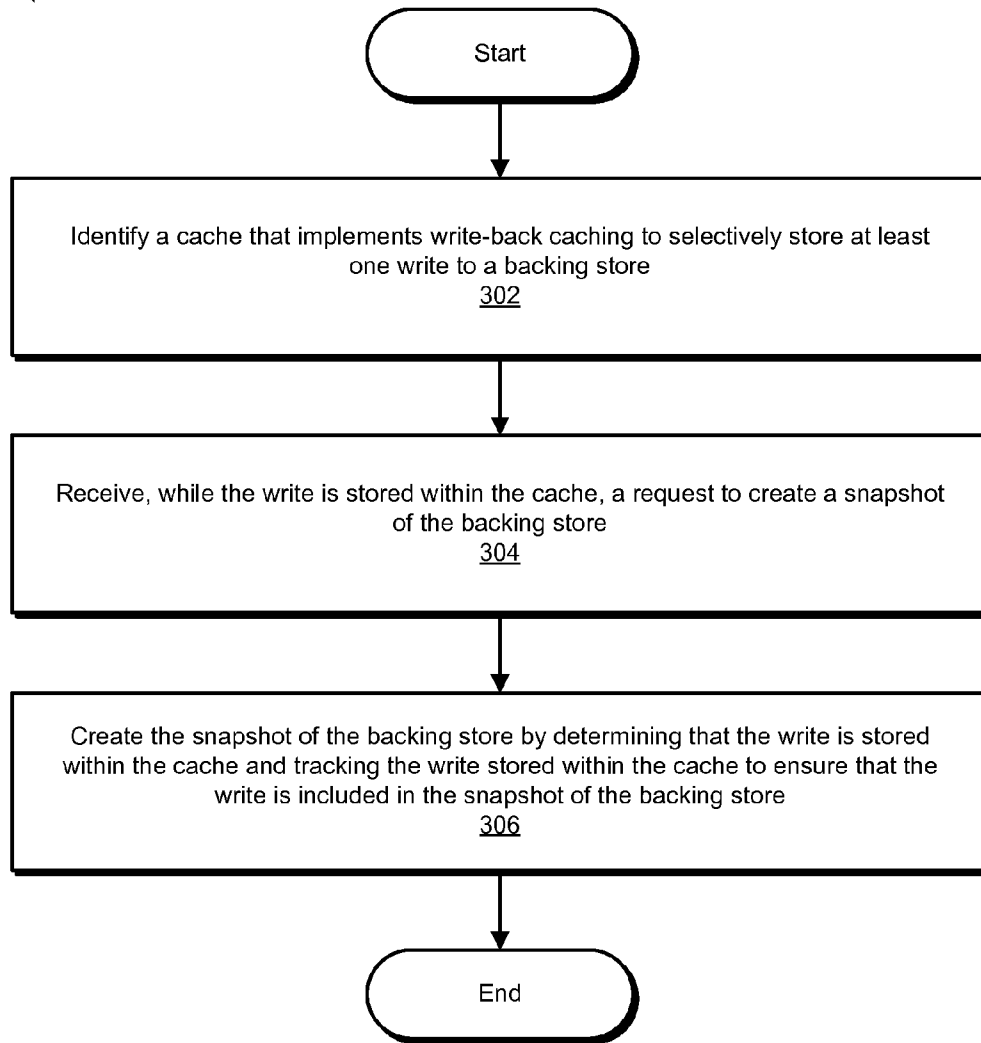 Start
Identify a cache that implements write-back caching to selectively store at least
one write to a backing store
302
Receive, while the write is stored within the cache, a request to create a snapshot
of the backing store
304
Create the snapshot of the backing store by determining that the write is stored
within the cache and tracking the write stored within the cache to ensure that the
write is included in the snapshot of the backing store
306
End